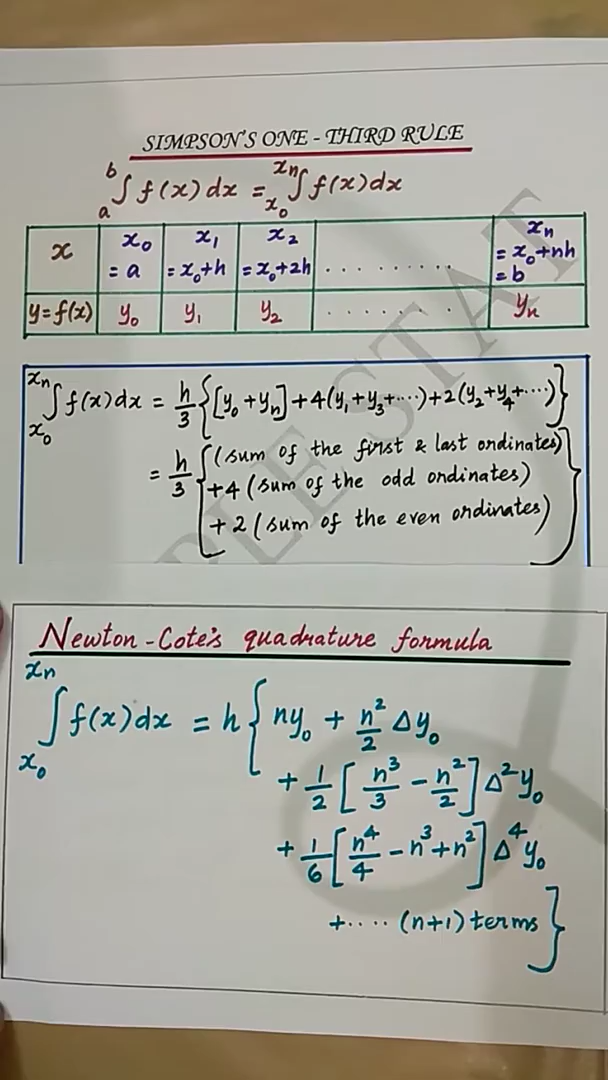 SIMPSON'S ONE - THIRD RULE
a∫b f(x)dx = x₀∫xₙ f(x)dx
x x₀ = a x₁ = x₀+h x₂ = x₀+2h ......... xₙ = x₀+nh = b
y=f(x) y₀ y₁ y₂ ........ yₙ
x₀∫xₙ f(x)dx = h/3 {[y₀+yₙ]+4(y₁+y₃+....)+2(y₂+y₄+....)}
= h/3 {(sum of the first & last ordinates)
+4 (sum of the odd ordinates)
+ 2 (sum of the even ordinates)}
PLE STAT
Newton-Cote's quadrature formula
x₀∫xₙ f(x)dx = h {ny₀ + n²/2 Δy₀
+ 1/2 [n³/3 - n²/2] Δ²y₀
+ 1/6 [n⁴/4 - n³ + n²] Δ⁴y₀
+.... (n+1) terms}